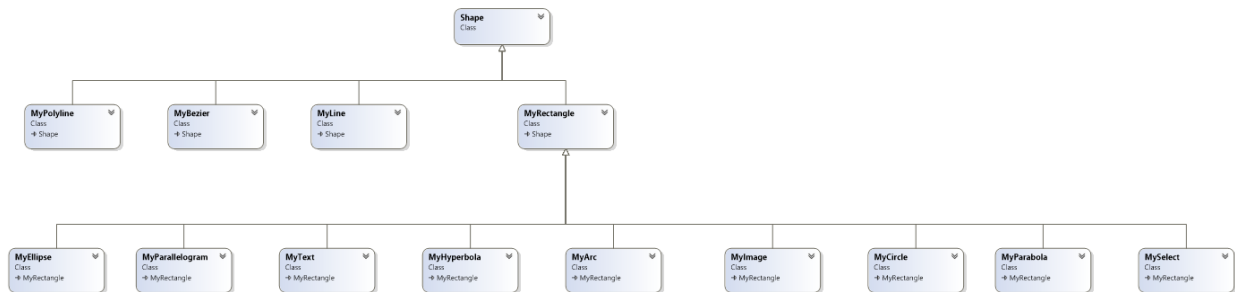 Shape
Class
MyPolyline
Class
Shape
MyBezier
Class
Shape
MyLine
Class
Shape
MyRectangle
Class
Shape
MyEllipse
Class
MyRectangle
MyParallelogram
Class
MyRectangle
MyText
Class
MyRectangle
MyHyperbola
Class
MyRectangle
MyArc
Class
MyRectangle
MyImage
Class
MyRectangle
MyCircle
Class
MyRectangle
MyParabola
Class
MyRectangle
MySelect
Class
MyRectangle